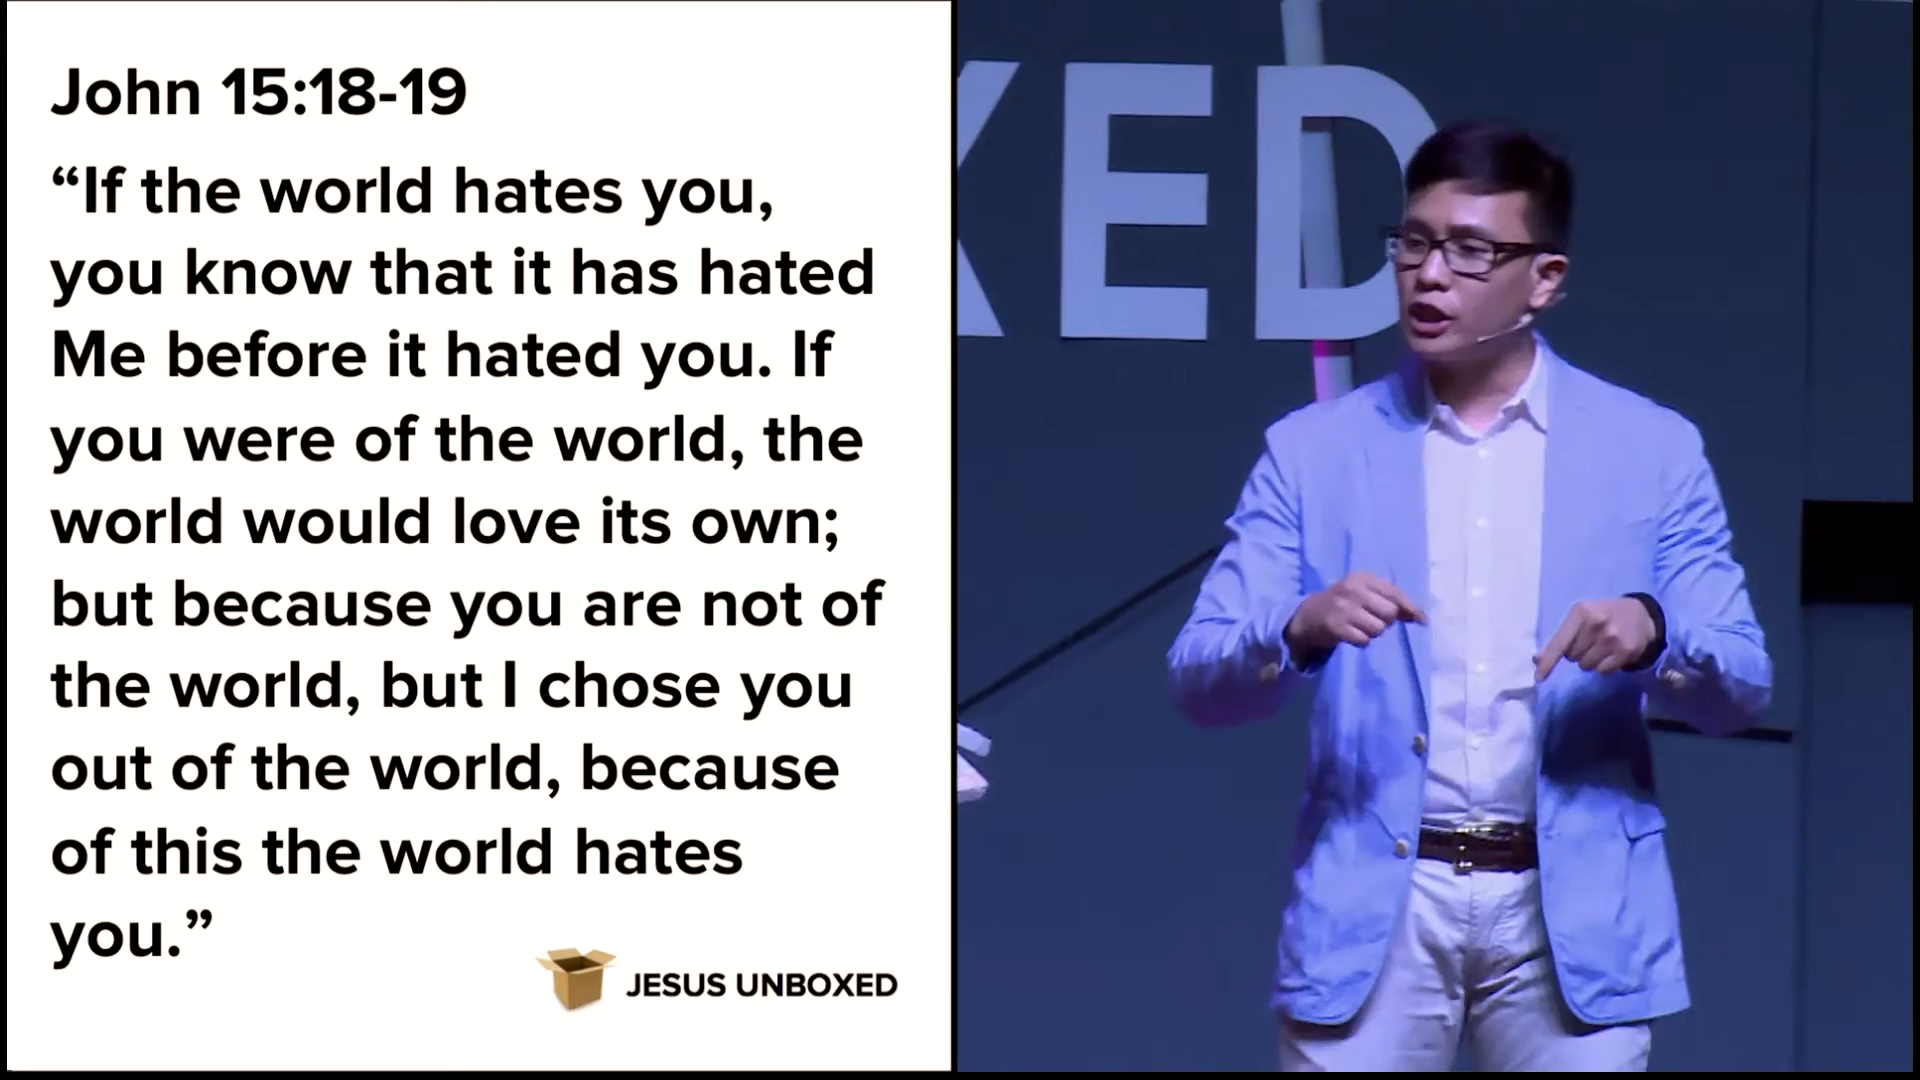 John 15:18-19
“If the world hates you,
you know that it has hated
Me before it hated you. If
you were of the world, the
world would love its own;
but because you are not of
the world, but I chose you
out of the world, because
of this the world hates
you.”
JESUS UNBOXED
XED